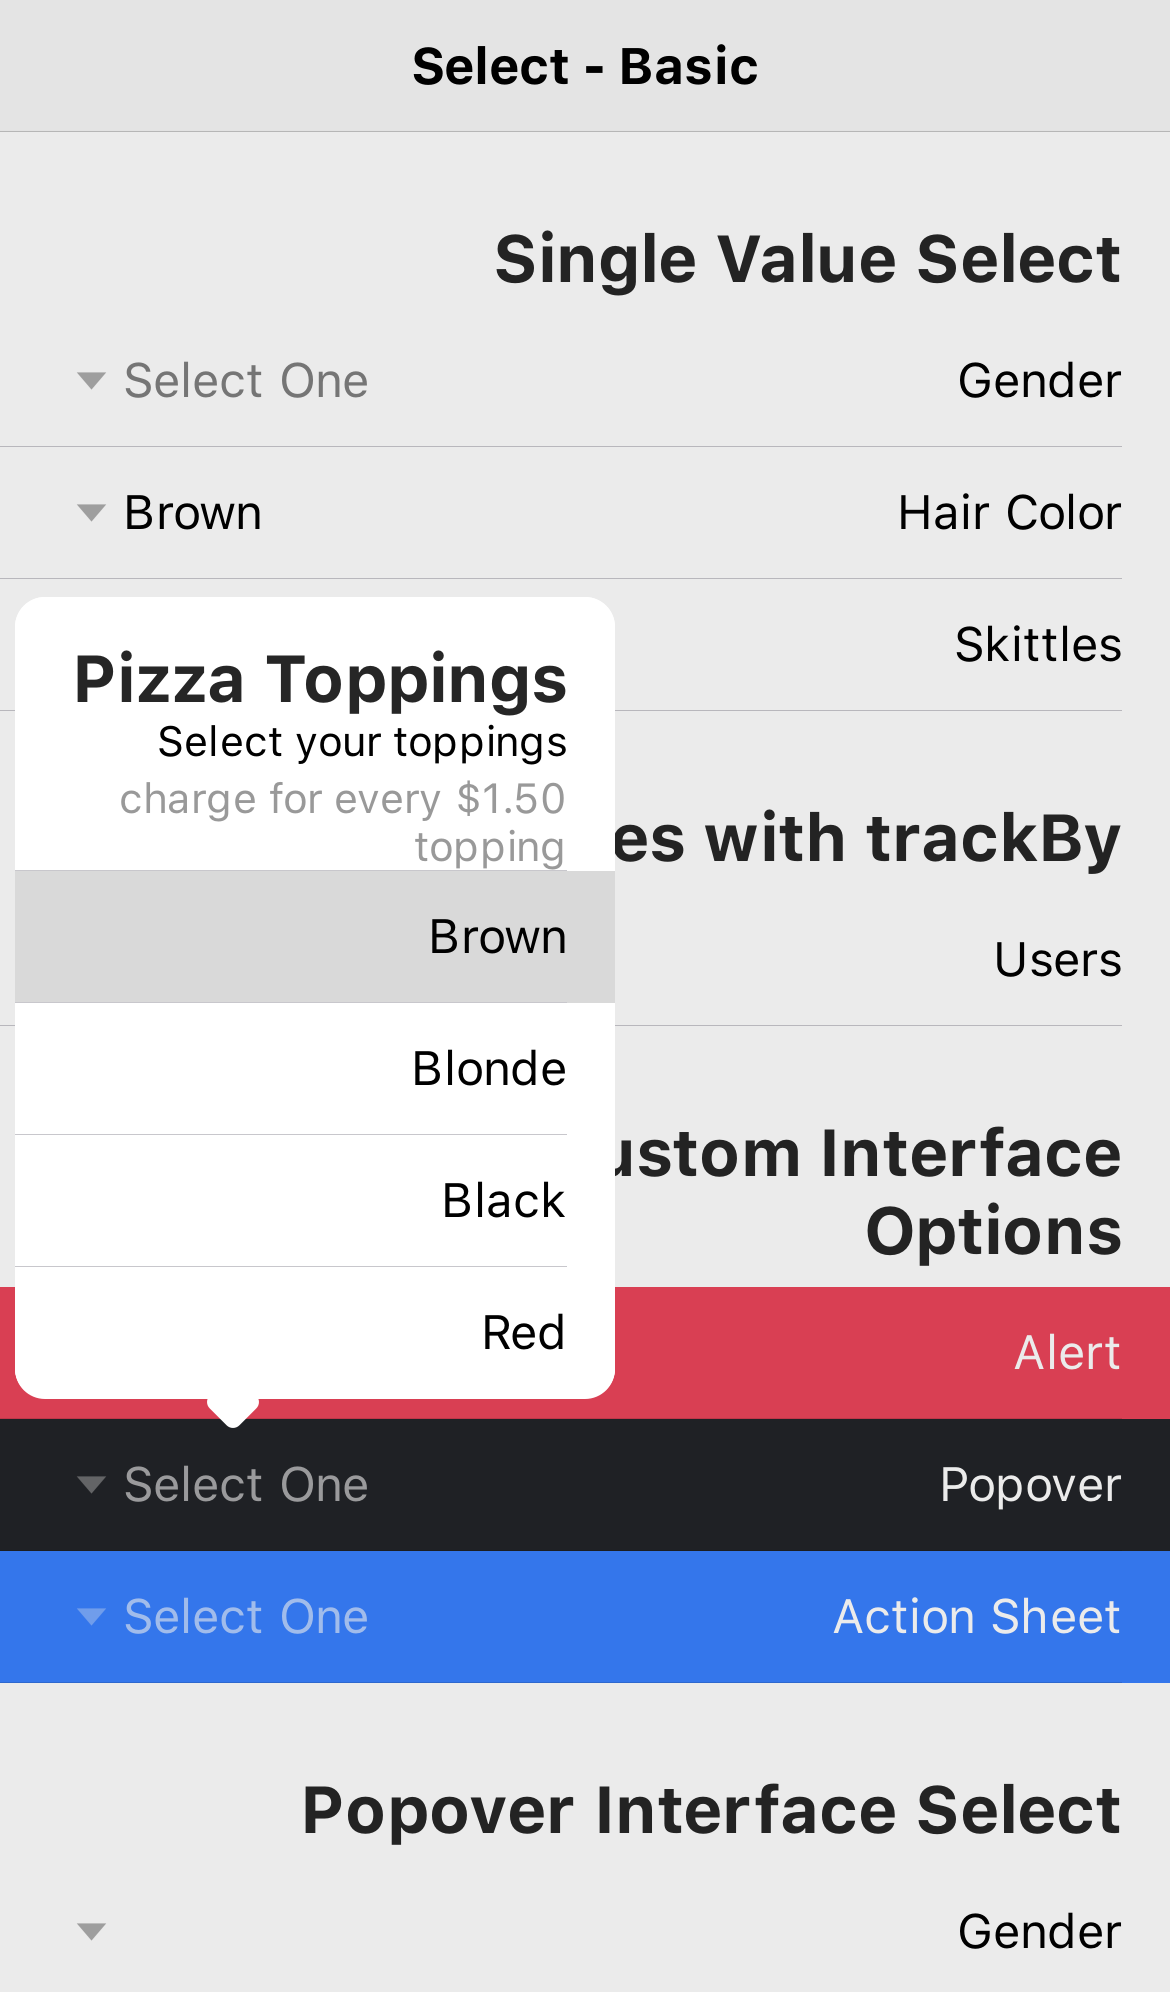 Select - Basic
Single Value Select
Gender
Select One
Hair Color
Brown
Skittles
Pizza Toppings
Select your toppings
charge for every $1.50
topping
Brown
Blonde
Black
Red
with trackBy
Users
Interface
Options
Alert
Popover
Select One
Action Sheet
Select One
Popover Interface Select
Gender